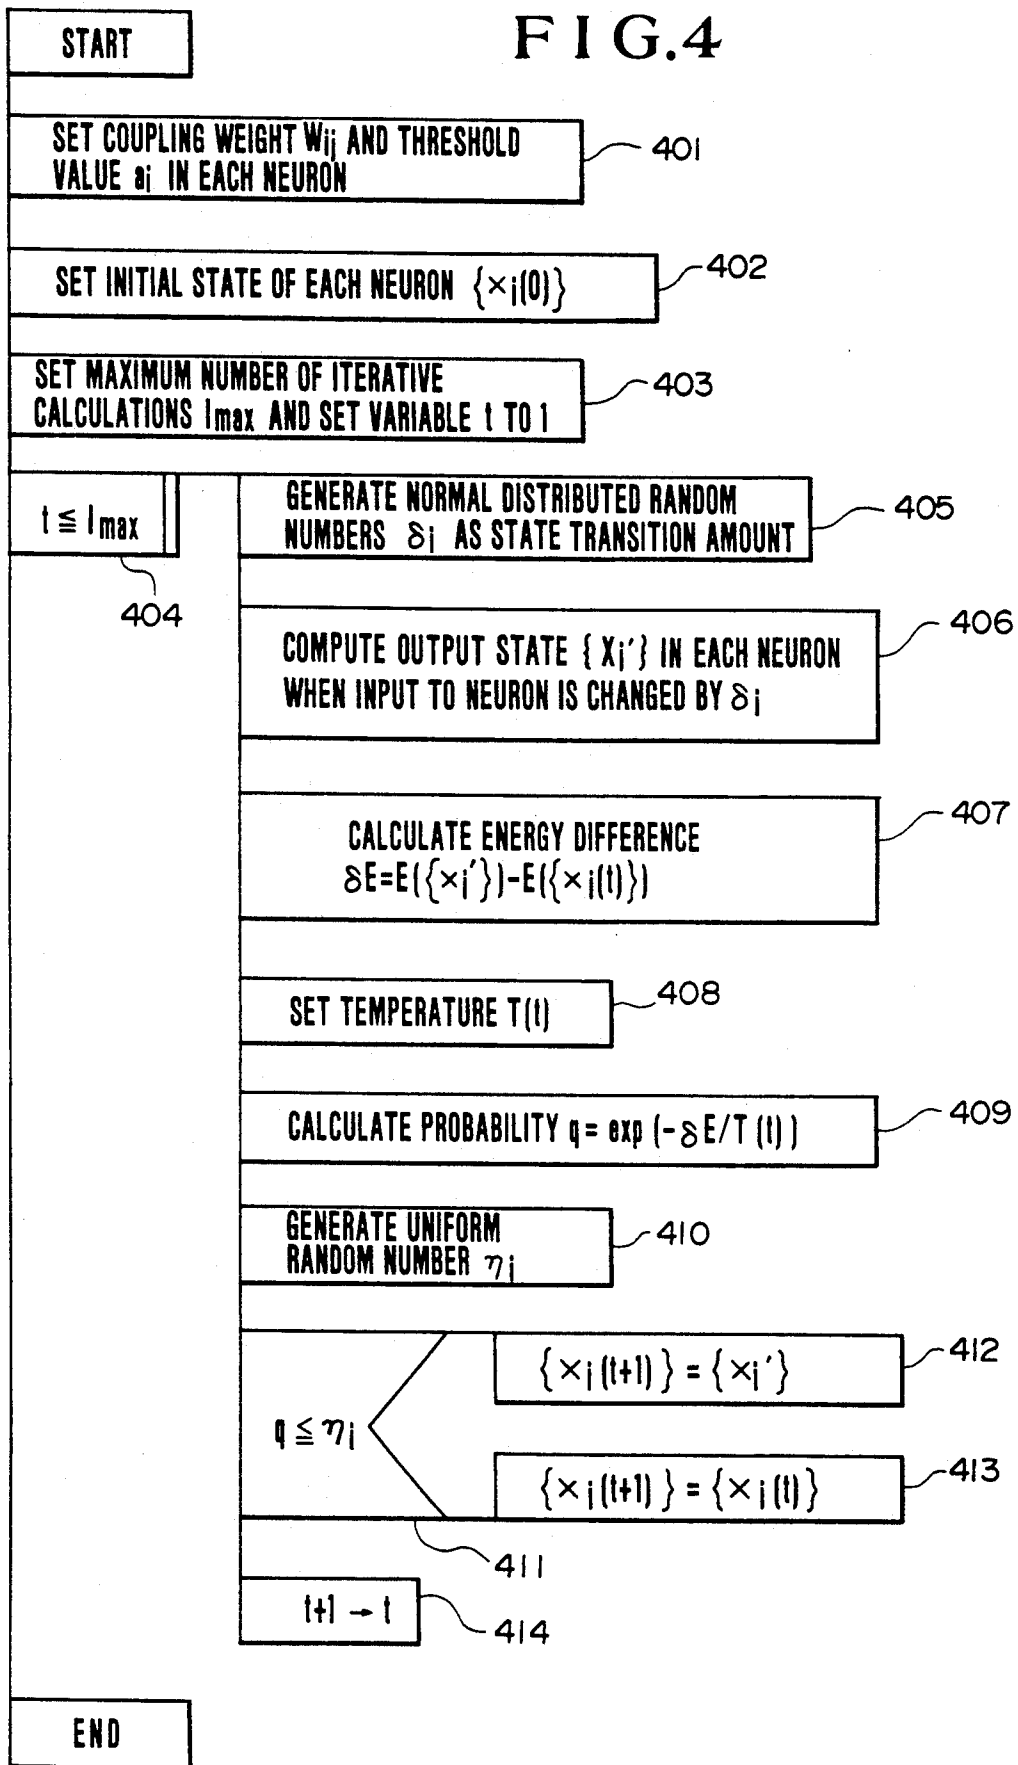 FIG.4
START
SET COUPLING WEIGHT Wij AND THRESHOLD
VALUE ai IN EACH NEURON
401
SET INITIAL STATE OF EACH NEURON {xi(0)}
402
SET MAXIMUM NUMBER OF ITERATIVE
CALCULATIONS Imax AND SET VARIABLE t TO 1
403
t ≦ Imax
404
GENERATE NORMAL DISTRIBUTED RANDOM
NUMBERS δi AS STATE TRANSITION AMOUNT
405
COMPUTE OUTPUT STATE {Xi′} IN EACH NEURON
WHEN INPUT TO NEURON IS CHANGED BY δi
406
CALCULATE ENERGY DIFFERENCE
δE=E({xi′})-E({xi(t)})
407
SET TEMPERATURE T(t)
408
CALCULATE PROBABILITY q = exp (-δE/T(t))
409
GENERATE UNIFORM
RANDOM NUMBER ηi
410
q ≦ ηi
411
{xi(t+1)} = {xi′}
412
{xi(t+1)} = {xi(t)}
413
t+1 → t
414
END